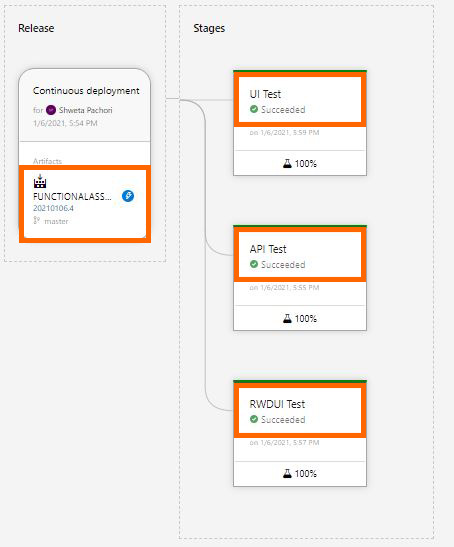 Release
Continuous deployment
for Shweta Pachori
1/6/2021, 5:54 PM
Artifacts
FUNCTIONALASS...
20210106.4
master
Stages
UI Test
Succeeded
on 1/6/2021, 5:59 PM
100%
API Test
Succeeded
on 1/6/2021, 5:55 PM
100%
RWDUI Test
Succeeded
on 1/6/2021, 5:57 PM
100%